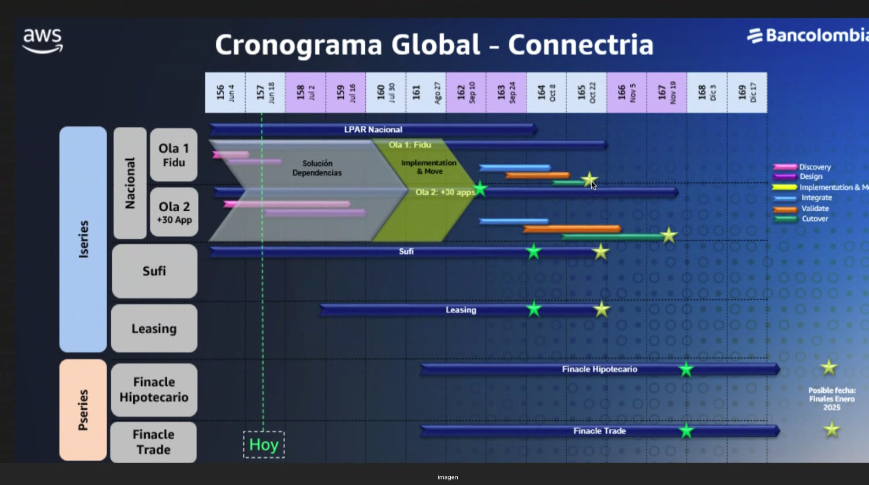 aws
Cronograma Global - Connectria
Bancolombia
156 Jun 4
157 Jun 18
158 Jul 2
159 Jul 16
160 Jul 30
161 Ago 27
162 Sep 10
163 Sep 24
164 Oct 8
165 Oct 22
166 Nov 5
167 Nov 19
168 Dic 3
169 Dic 17
Iseries
Nacional
Ola 1
Fidu
Ola 2
+30 App
Sufi
Leasing
Pseries
Finacle
Hipotecario
Finacle
Trade
LPAR Nacional
Ola 1: Fidu
Solución
Dependencias
Implementation
& Move
Ola 2: +30 apps
Sufi
Leasing
Finacle Hipotecario
Finacle Trade
Hoy
Discovery
Design
Implementation & Mo
Integrate
Validate
Cutover
Posible fecha:
Finales Enero
2025
imagen